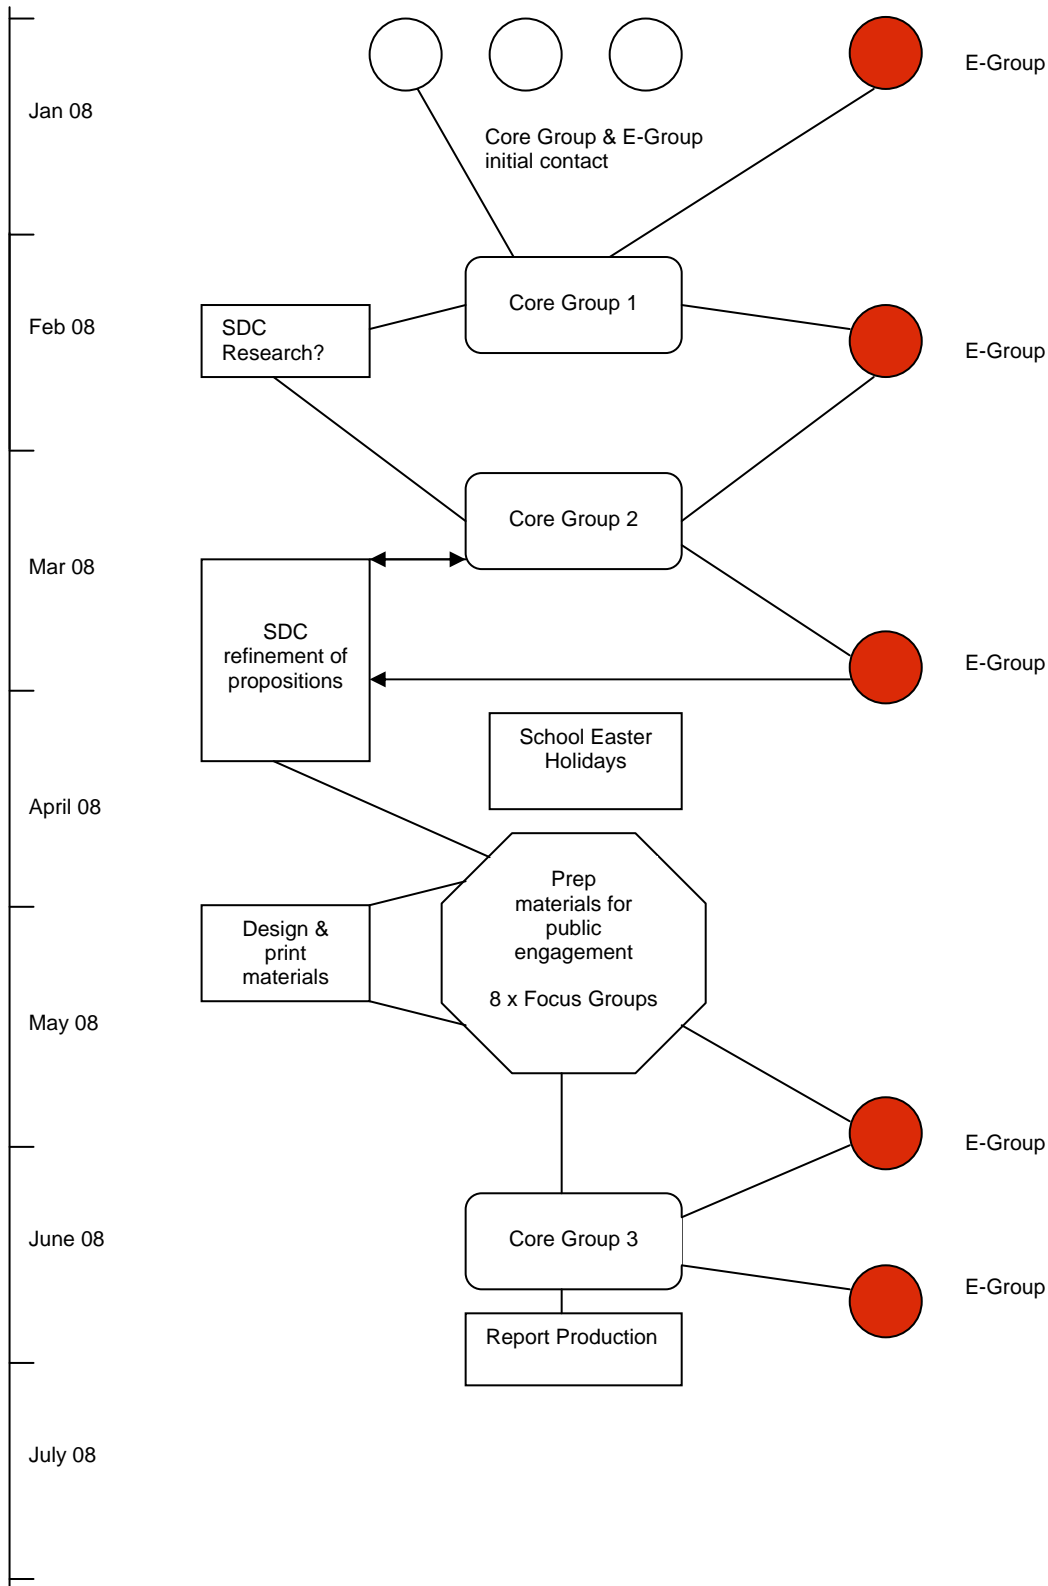 E-Group
Jan 08
Core Group & E-Group
initial contact
Core Group 1
Feb 08
SDC
Research?
E-Group
Core Group 2
Mar 08
SDC
refinement of
propositions
E-Group
School Easter
Holidays
April 08
Prep
materials for
public
engagement
8 x Focus Groups
Design &
print
materials
May 08
E-Group
Core Group 3
June 08
E-Group
Report Production
July 08